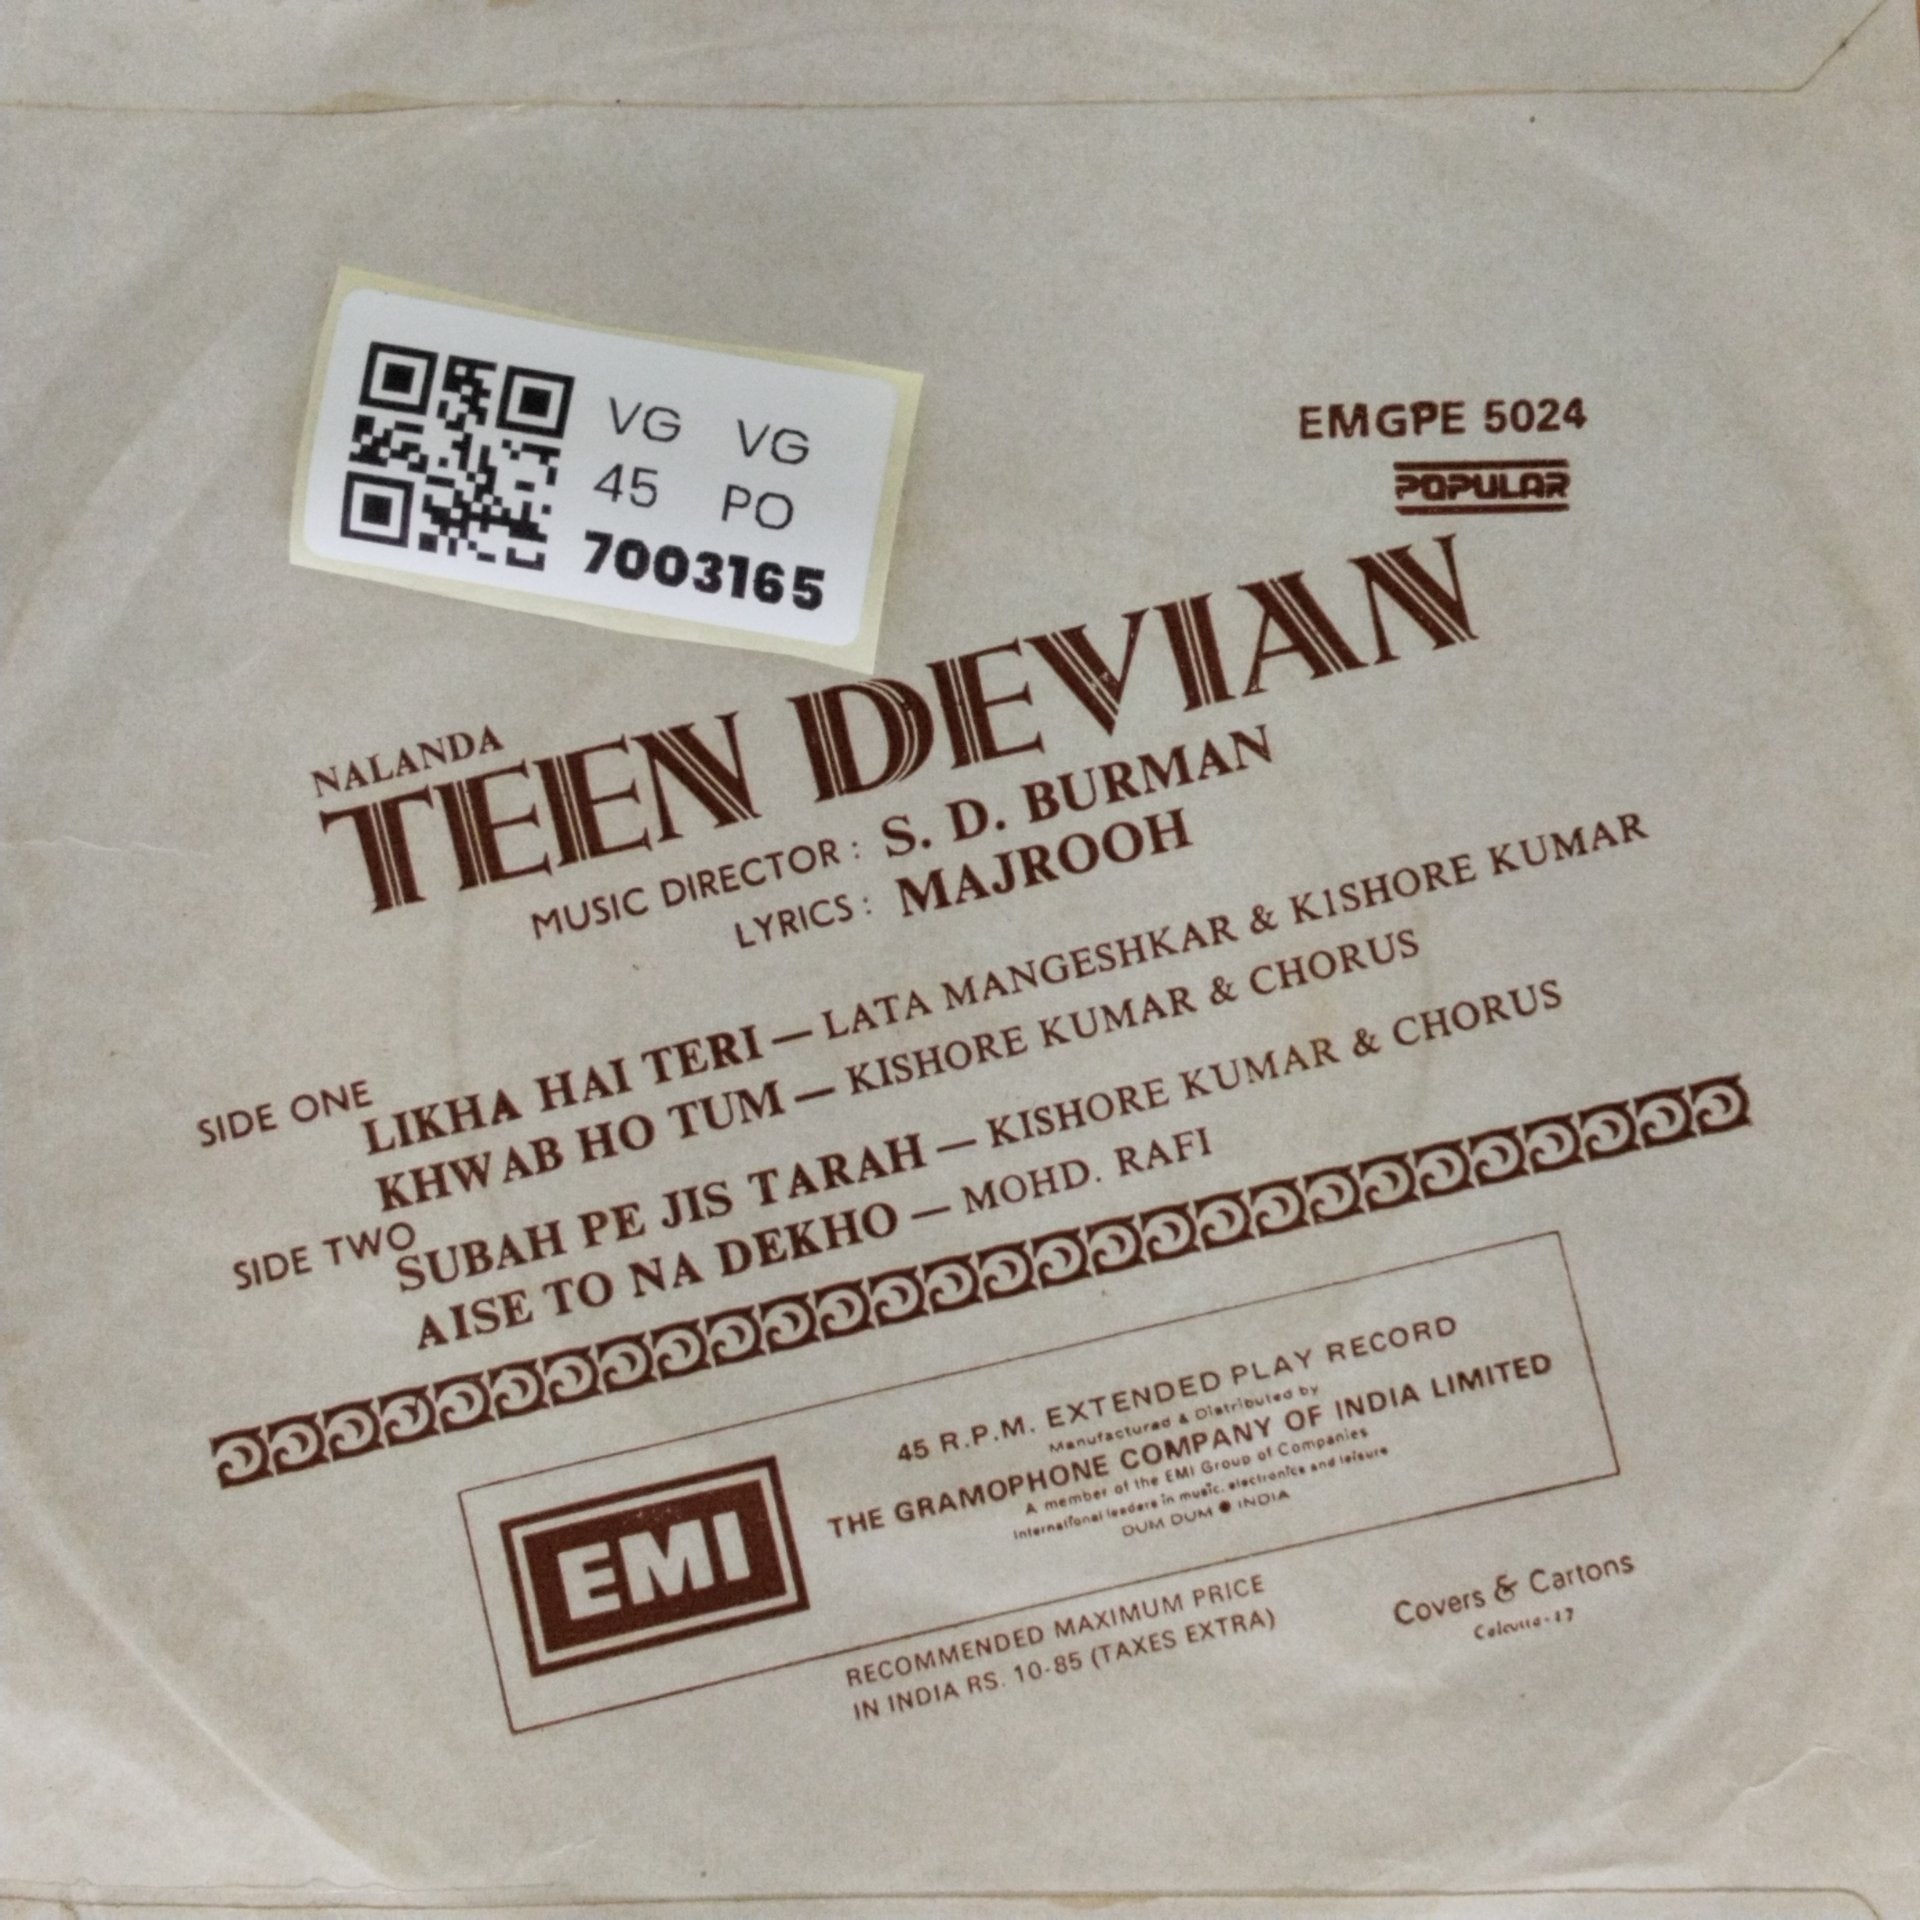 VG VG
45 PO
7003165
EMGPE 5024
POPULAR
NALANDA
TEEN DEVIAN
MUSIC DIRECTOR: S. D. BURMAN
LYRICS: MAJROOH
SIDE ONE
LIKHA HAI TERI — LATA MANGESHKAR & K1SHORE KUMAR
KHWAB HO TUM — KISHORE KUMAR & CHORUS
SIDE TWO
SUBAH PE JIS TARAH — KISHORE KUMAR & CHORUS
AISE TO NA DEKHO — MOHD. RAFI
EMI
45 R.P.M. EXTENDED PLAY RECORD
Manufactured & Distributed by
THE GRAMOPHONE COMPANY OF INDIA LIMITED
A member of the EMI Group of Companies
International leaders in music, electronics and leisure
DUM DUM ● INDIA
RECOMMENDED MAXIMUM PRICE
IN INDIA RS. 10-85 (TAXES EXTRA)
Covers & Cartons
Calcutta-17